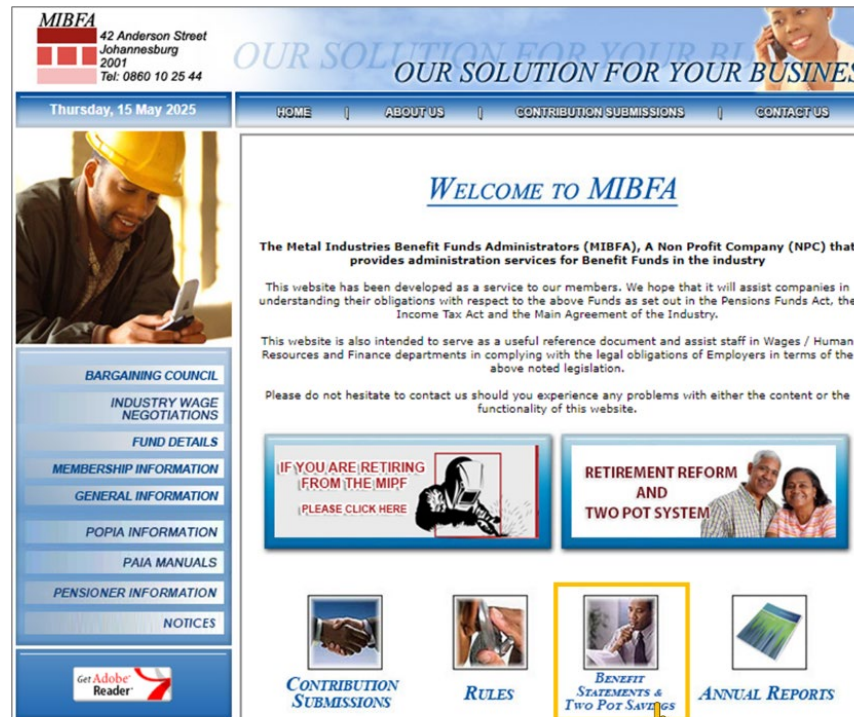 MIBFA
42 Anderson Street
Johannesburg
2001
Tel: 0860 10 25 44
OUR SOLUTION FOR YOUR BU
OUR SOLUTION FOR YOUR BUSINES
Thursday, 15 May 2025
HOME | ABOUT US | CONTRIBUTION SUBMISSIONS | CONTACT US
WELCOME TO MIBFA
The Metal Industries Benefit Funds Administrators (MIBFA), A Non Profit Company (NPC) that
provides administration services for Benefit Funds in the industry
This website has been developed as a service to our members. We hope that it will assist companies in
understanding their obligations with respect to the above Funds as set out in the Pensions Funds Act, the
Income Tax Act and the Main Agreement of the Industry.
This website is also intended to serve as a useful reference document and assist staff in Wages / Human
Resources and Finance departments in complying with the legal obligations of Employers in terms of the
above noted legislation.
Please do not hesitate to contact us should you experience any problems with either the content or the
functionality of this website.
BARGAINING COUNCIL
INDUSTRY WAGE
NEGOTIATIONS
FUND DETAILS
MEMBERSHIP INFORMATION
GENERAL INFORMATION
POPIA INFORMATION
PAIA MANUALS
PENSIONER INFORMATION
NOTICES
Get Adobe
Reader
IF YOU ARE RETIRING
FROM THE MIPF
PLEASE CLICK HERE
RETIREMENT REFORM
AND
TWO POT SYSTEM
CONTRIBUTION
SUBMISSIONS
RULES
BENEFIT
STATEMENTS &
TWO POT SAVINGS
ANNUAL REPORTS